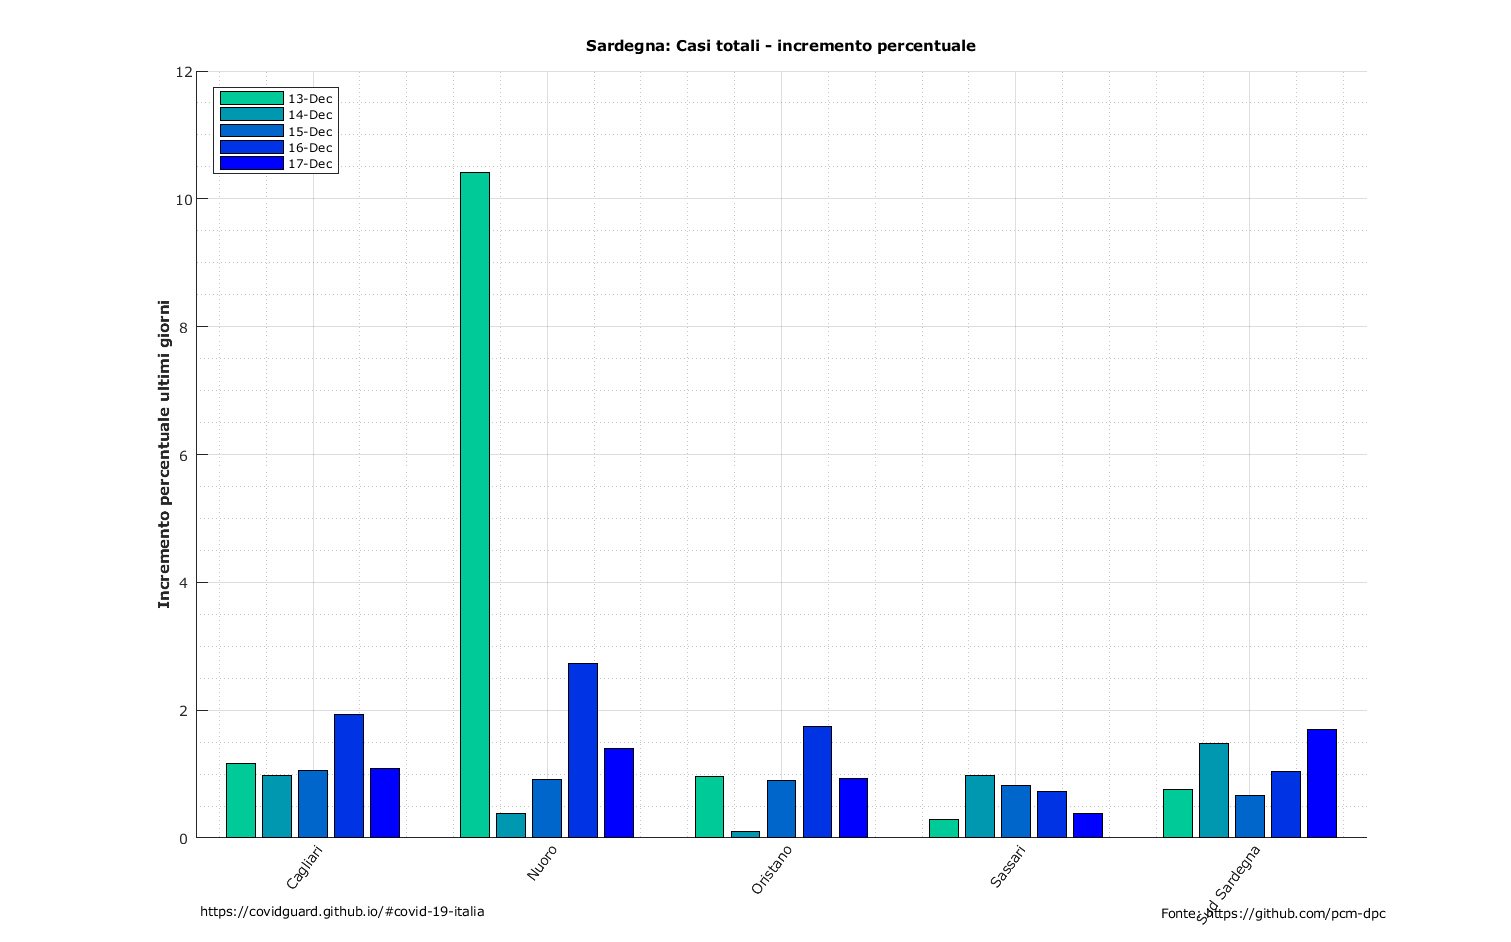 Sardegna: Casi totali - incremento percentuale
12
10
8
6
4
2
0
Incremento percentuale ultimi giorni
13-Dec
14-Dec
15-Dec
16-Dec
17-Dec
Cagliari
Nuoro
Oristano
Sassari
Sud Sardegna
https://covidguard.github.io/#covid-19-italia
Fonte: https://github.com/pcm-dpc